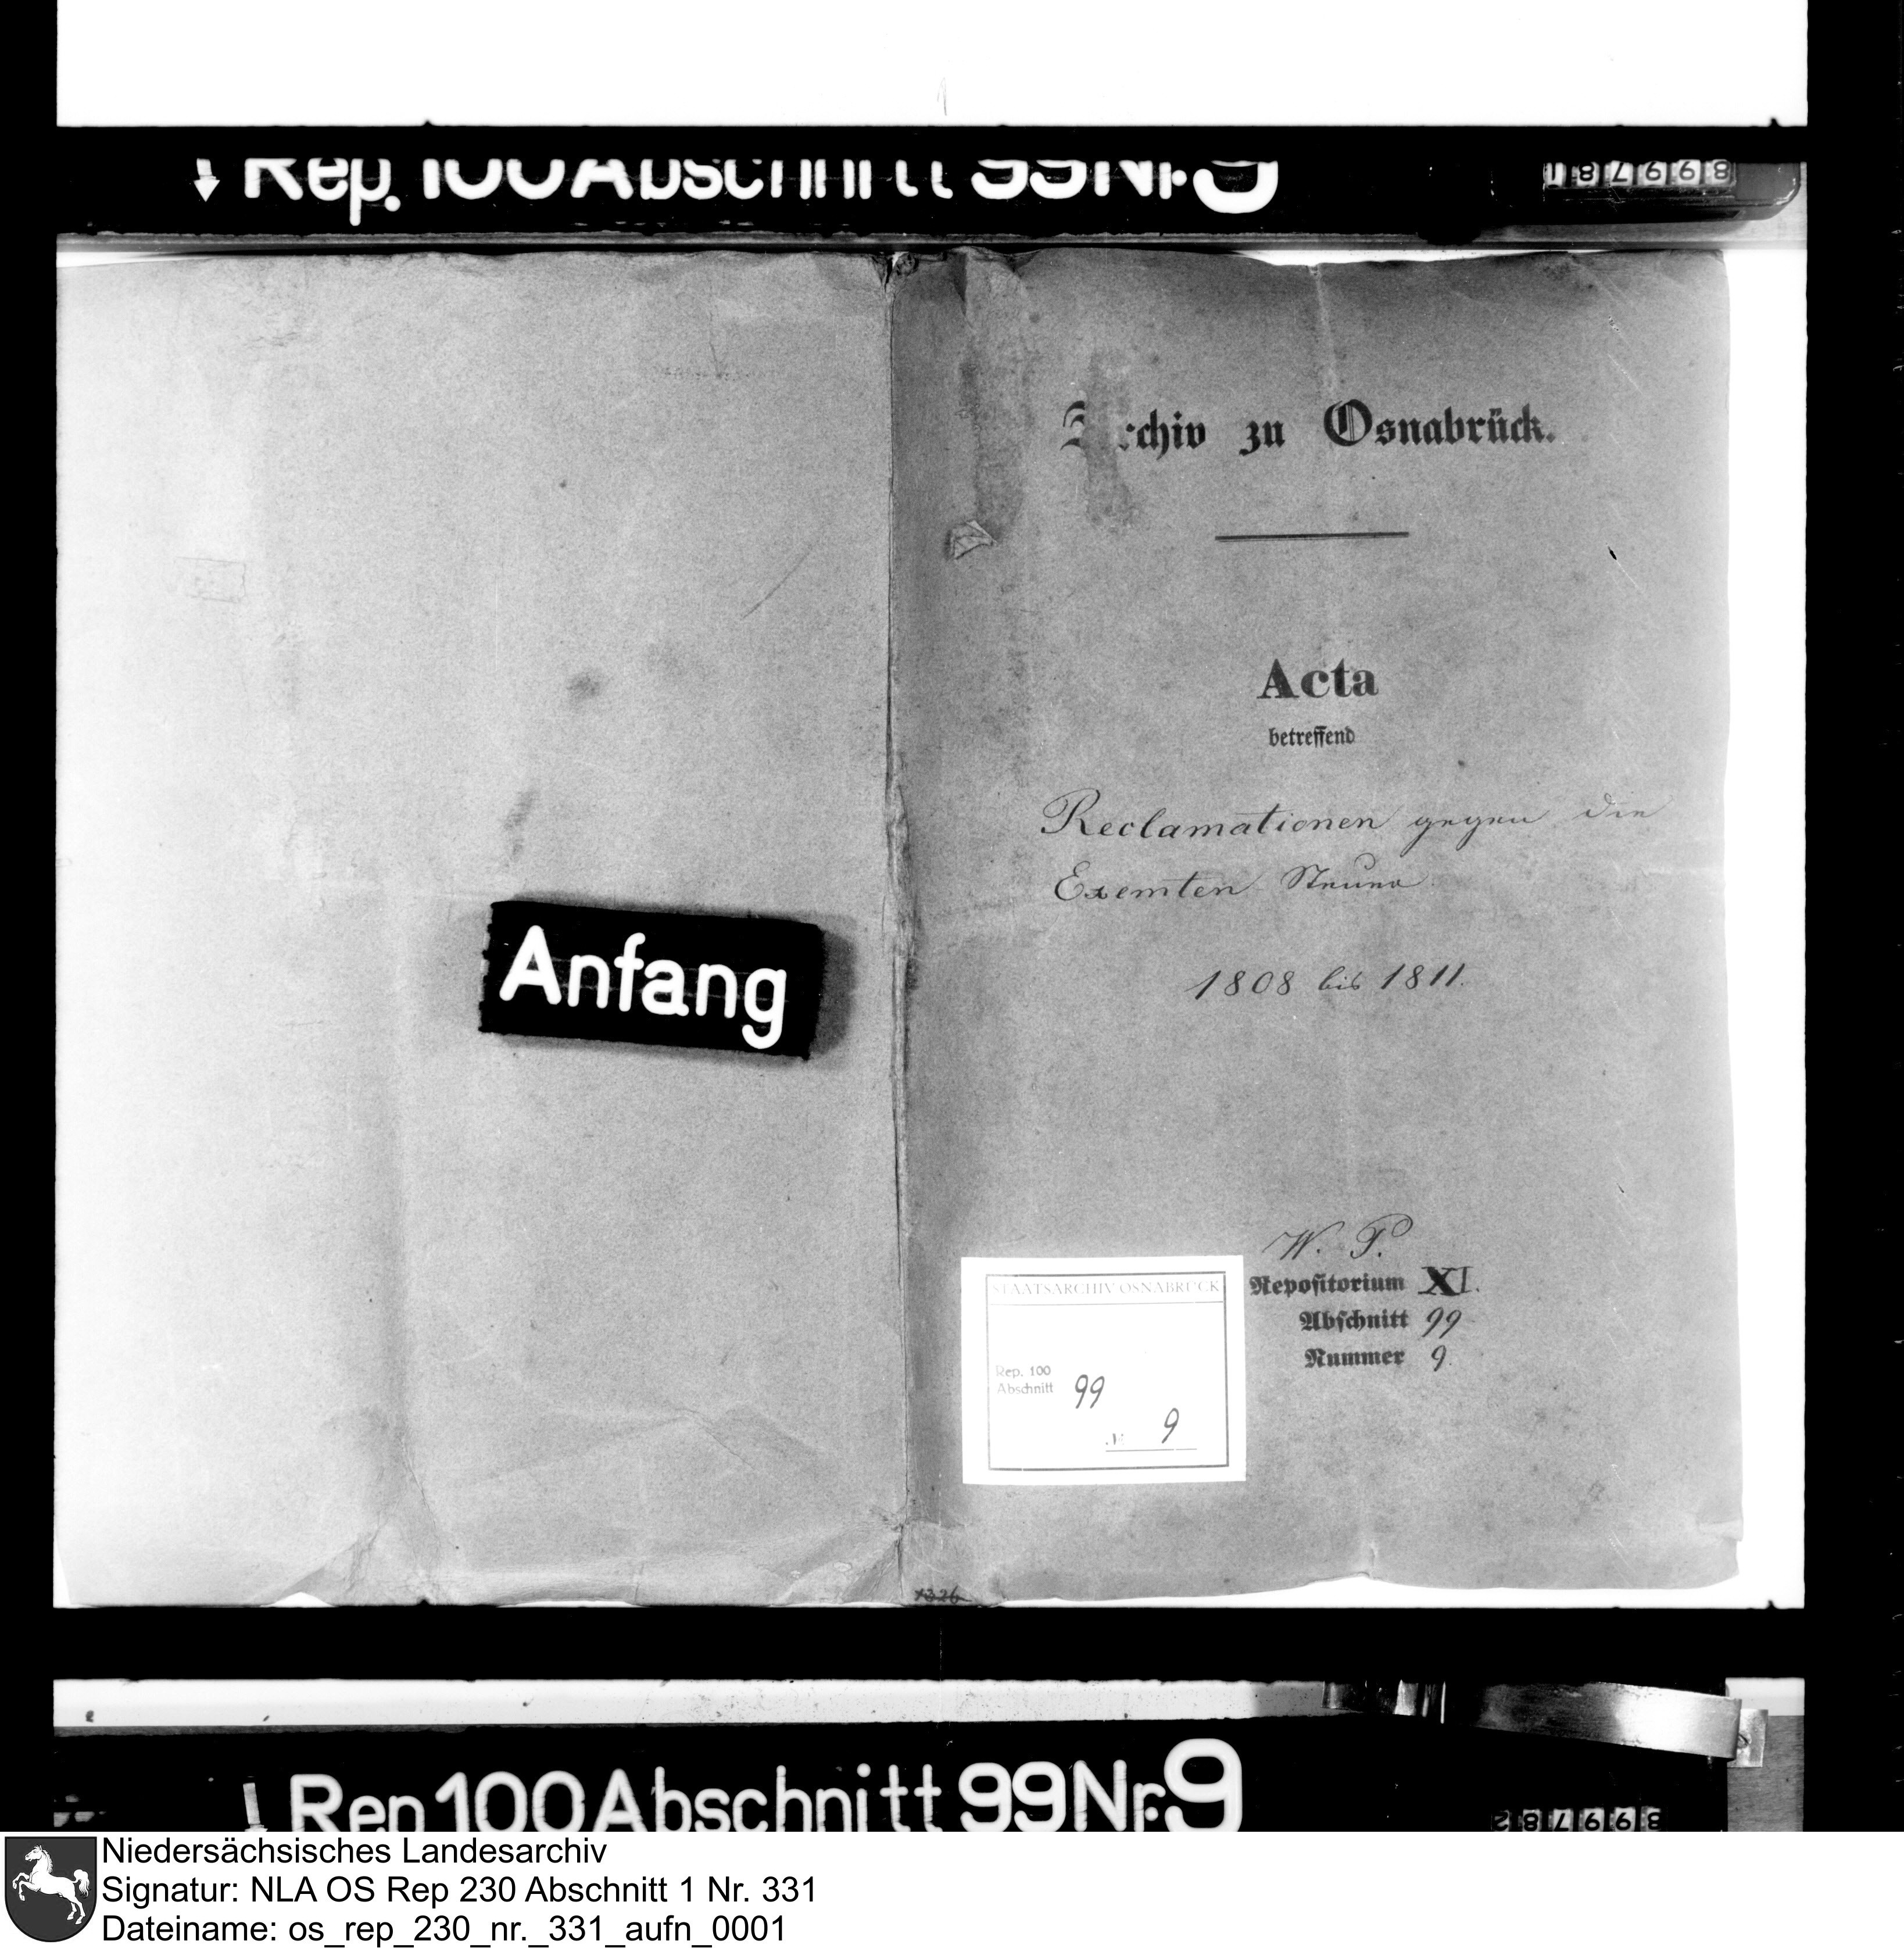 Rep. 100 Abschnitt 99 Nr. 9
899781
Archiv zu Osnabrück.
Acta
betreffend
Reclamationen gegen die
Exemten Steuer
1808 bis 1811.
Anfang
W. P.
Repositorium XI.
Abschnitt 99
Nummer 9.
STAATSARCHIV OSNABRÜCK
Rep. 100
Abschnitt 99
№ 9
Rep 100 Abschnitt 99 Nr. 9
Niedersächsisches Landesarchiv
Signatur: NLA OS Rep 230 Abschnitt 1 Nr. 331
Dateiname: os_rep_230_nr._331_aufn_0001